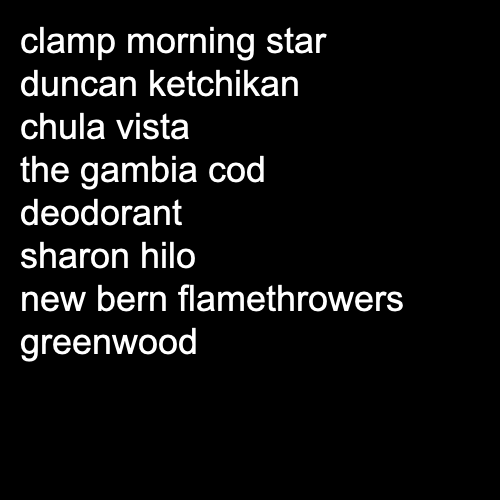 clamp morning star
duncan ketchikan
chula vista
the gambia cod
deodorant
sharon hilo
new bern flamethrowers
greenwood